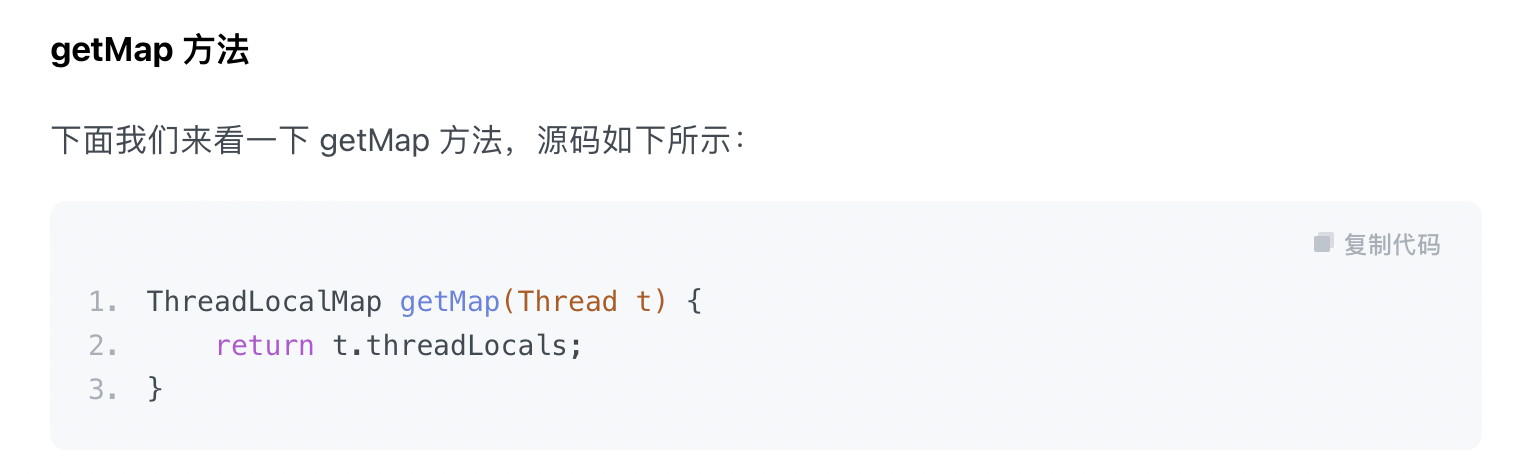 getMap 方法
下面我们来看一下 getMap 方法，源码如下所示：
复制代码
1. ThreadLocalMap getMap(Thread t) {
2.     return t.threadLocals;
3. }